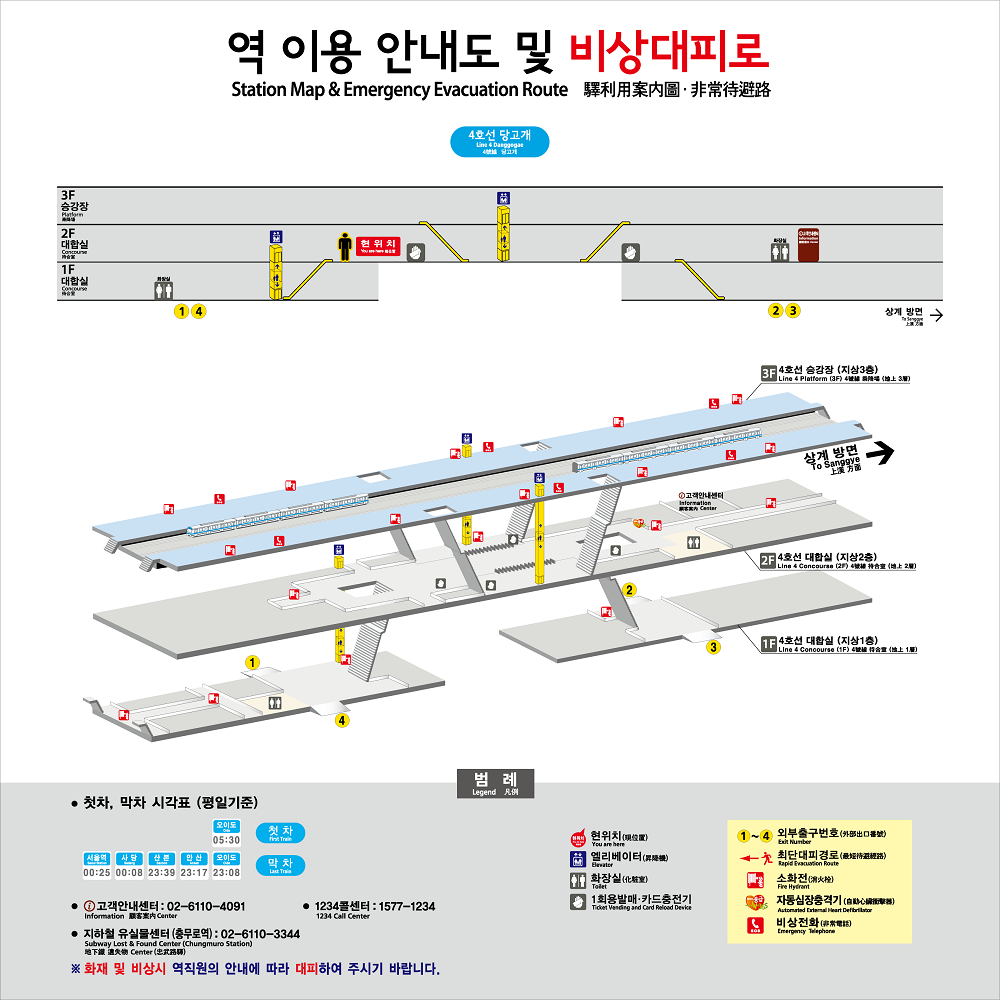 역 이용 안내도 및 비상대피로
Station Map & Emergency Evacuation Route 驛利用案內圖·非常待避路
4호선 당고개
Line 4 Danggogae
4號線 당고개
3F
승강장
Platform
乘降場
2F
대합실
Concourse
待合室
현 위 치
You are here
화장실
화장실
Information
1F
대합실
Concourse
待合室
화장실
1 4
2 3
상계 방면
To Sanggye
上溪 方面
3F 4호선 승강장 (지상3층)
Line 4 Platform (3F) 4號線 乘降場 (地上 3層)
상계 방면
To Sanggye
上溪 方面
고객안내센터
Information
顧客案內 Center
2F 4호선 대합실 (지상2층)
Line 4 Concourse (2F) 4號線 待合室 (地上 2層)
2
1F 4호선 대합실 (지상1층)
Line 4 Concourse (1F) 4號線 待合室 (地上 1層)
3
1
4
범 례
Legend 凡例
● 첫차, 막차 시각표 (평일기준)
오이도
Oido
05:30
첫 차
First Train
서울역 사 당 산 본 안 산 오이도
00:25 00:08 23:39 23:17 23:08
막 차
Last Train
● 고객안내센터 : 02-6110-4091
Information 顧客案內 Center
● 1234콜센터 : 1577-1234
1234 Call Center
● 지하철 유실물센터 (충무로역) : 02-6110-3344
Subway Lost & Found Center (Chungmuro Station)
地下鐵 遺失物 Center (忠武路驛)
※ 화재 및 비상시 역직원의 안내에 따라 대피하여 주시기 바랍니다.
현위치(現位置)
You are here
엘리베이터(昇降機)
Elevator
화장실(化粧室)
Toilet
1회용발매·카드충전기
Ticket Vending and Card Reload Device
1~4 외부출구번호(外部出口番號)
Exit Number
최단대피경로(最短待避經路)
Rapid Evacuation Route
소화전(消火栓)
Fire Hydrant
자동심장충격기(自動心臟衝擊器)
Automated External Heart Defibrillator
비상전화(非常電話)
Emergency Telephone
SOS